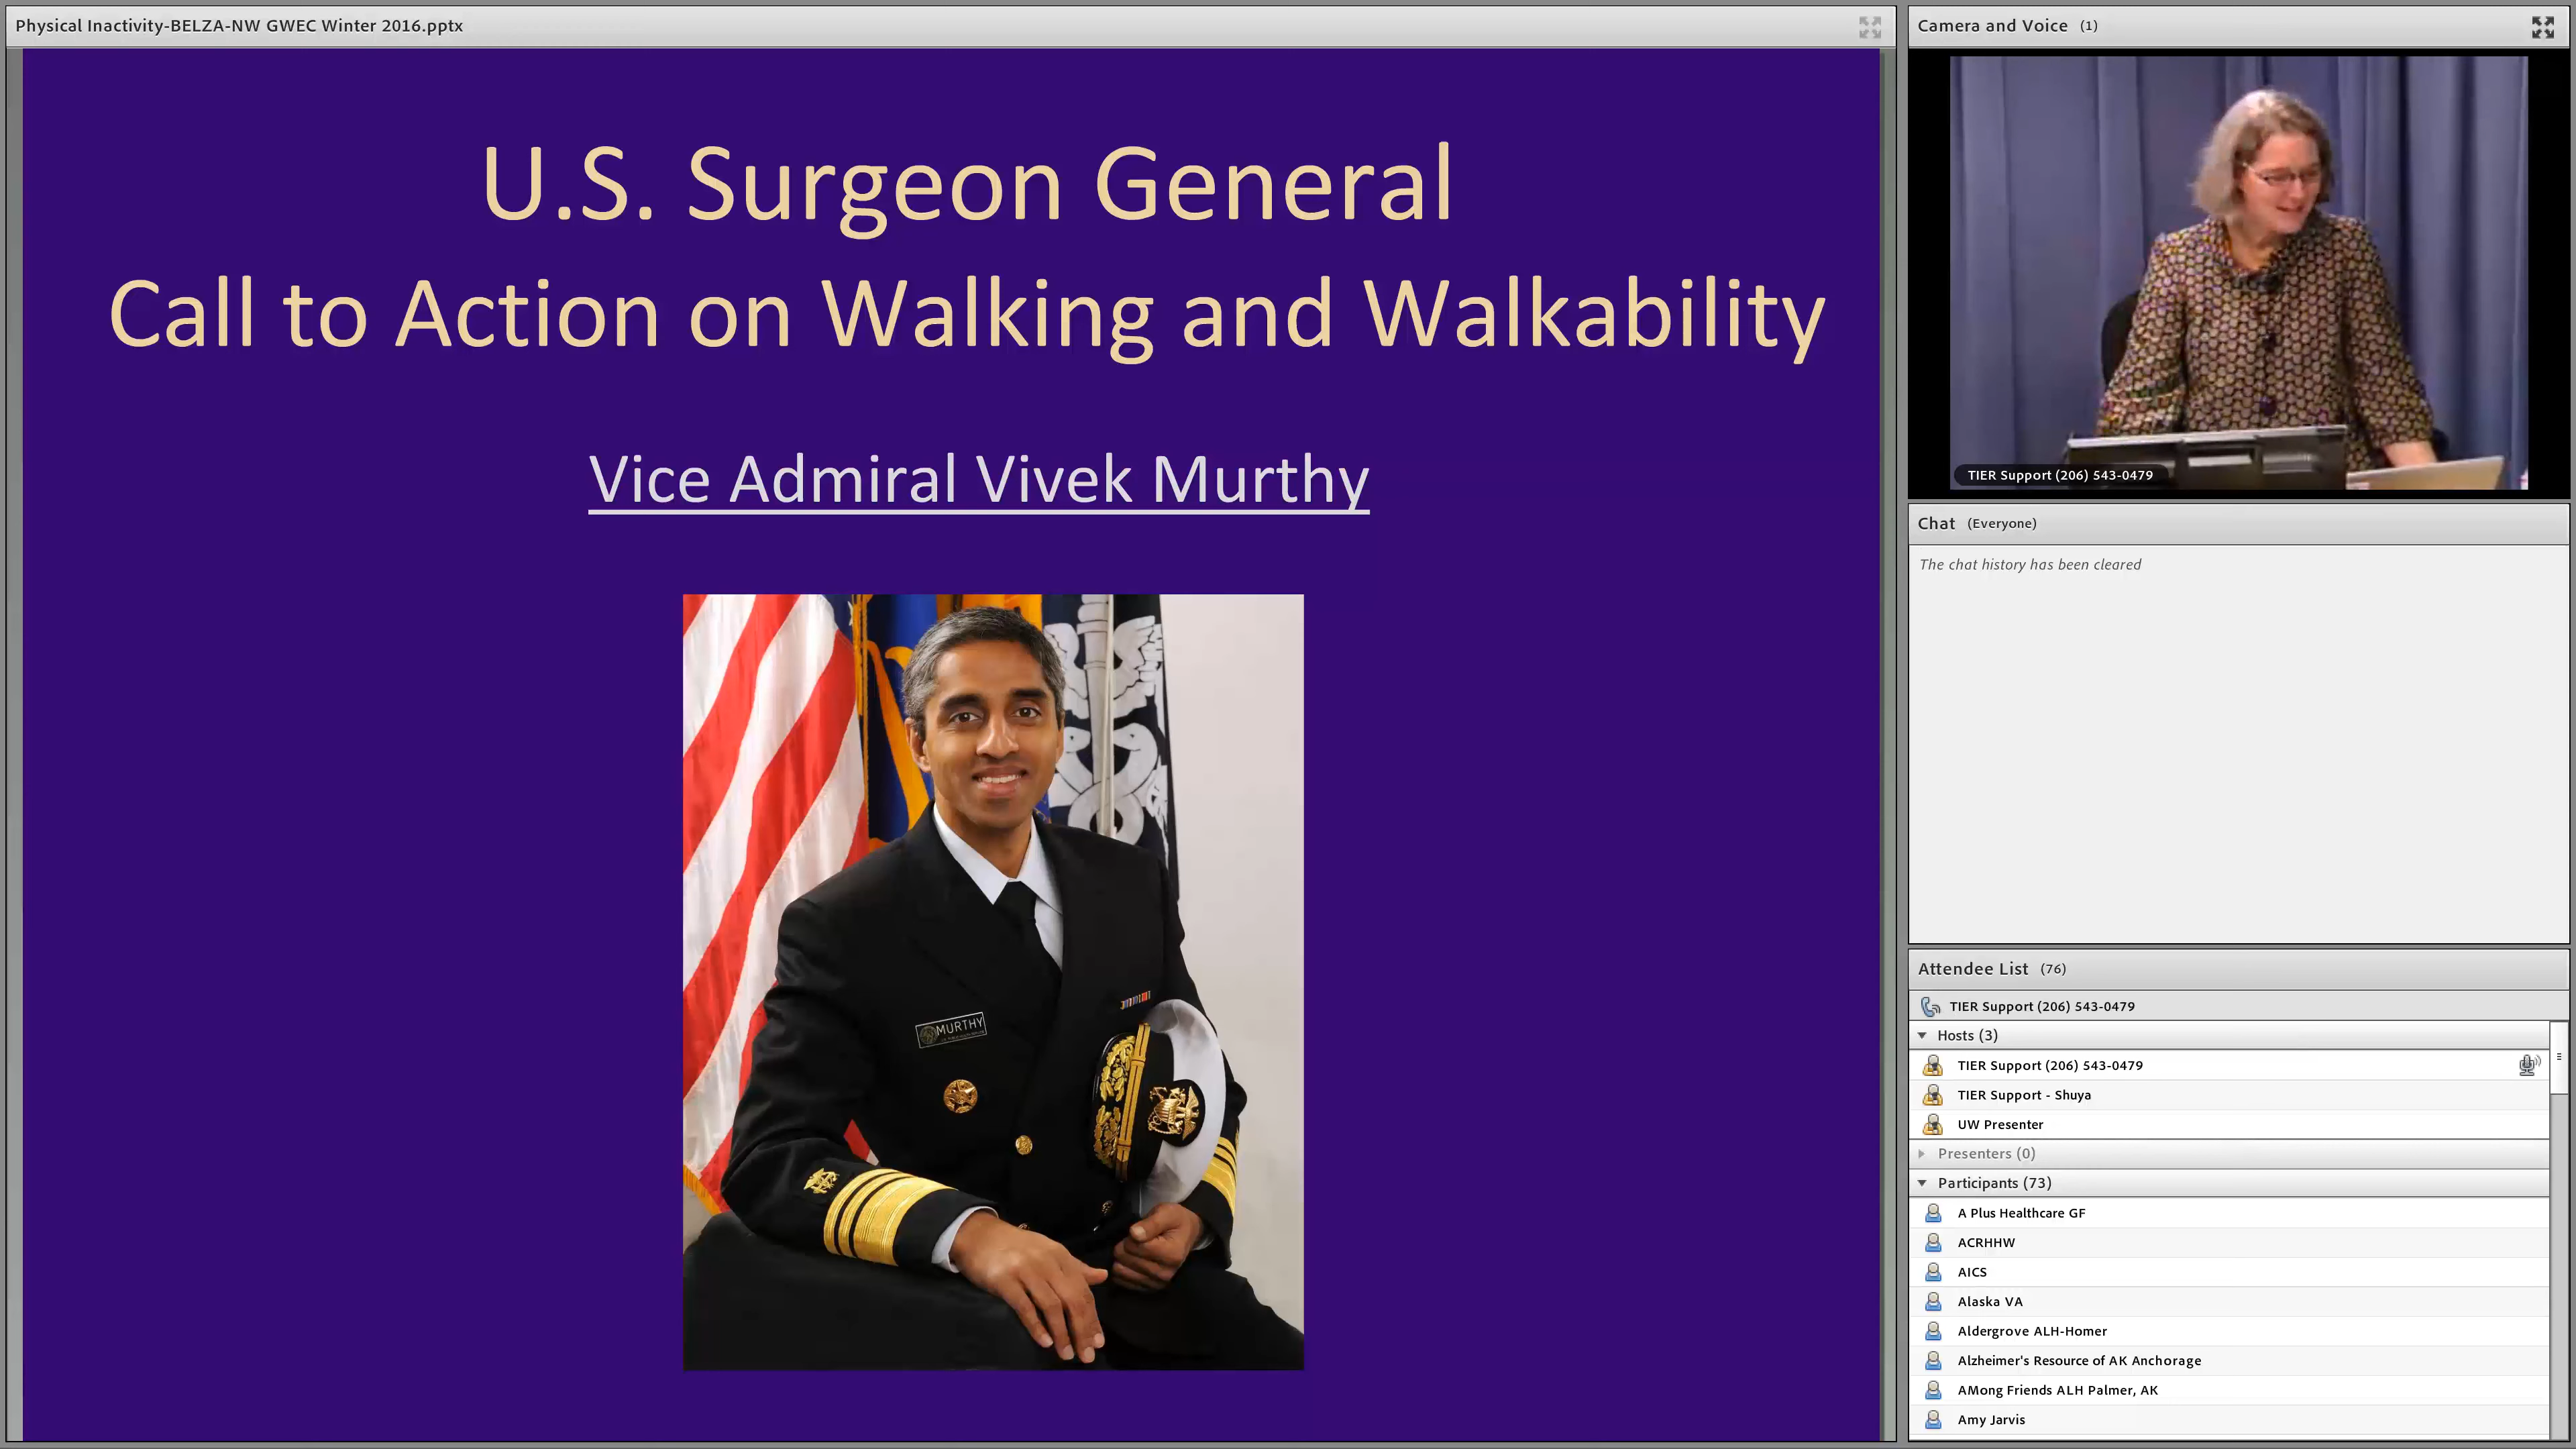 Physical Inactivity-BELZA-NW GWEC Winter 2016.pptx
U.S. Surgeon General
Call to Action on Walking and Walkability
Vice Admiral Vivek Murthy
MURTHY
Camera and Voice (1)
TIER Support (206) 543-0479
Chat (Everyone)
The chat history has been cleared
Attendee List (76)
TIER Support (206) 543-0479
Hosts (3)
TIER Support (206) 543-0479
TIER Support - Shuya
UW Presenter
Presenters (0)
Participants (73)
A Plus Healthcare GF
ACRHHW
AICS
Alaska VA
Aldergrove ALH-Homer
Alzheimer's Resource of AK Anchorage
AMong Friends ALH Palmer, AK
Amy Jarvis